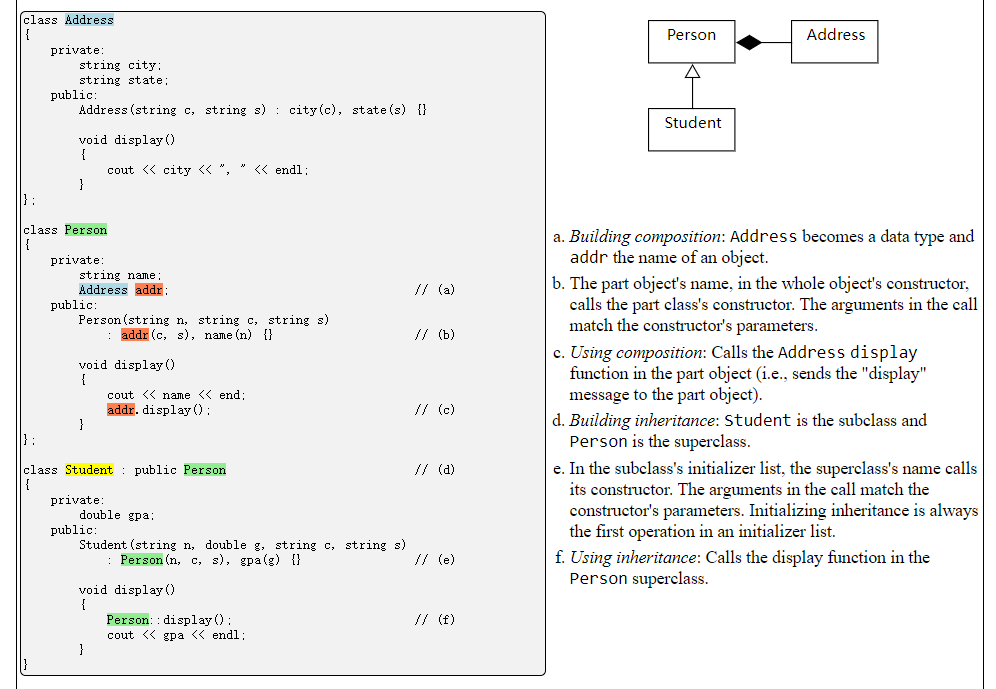 class Address
{
    private:
        string city;
        string state;
    public:
        Address(string c, string s) : city(c), state(s) {}

        void display()
        {
            cout << city << ", " << endl;
        }
};

class Person
{
    private:
        string name;
        Address addr;                                   // (a)
    public:
        Person(string n, string c, string s)
            : addr(c, s), name(n) {}                    // (b)

        void display()
        {
            cout << name << end;
            addr.display();                             // (c)
        }
};

class Student : public Person                           // (d)
{
    private:
        double gpa;
    public:
        Student(string n, double g, string c, string s)
            : Person(n, c, s), gpa(g) {}                // (e)

        void display()
        {
            Person::display();                          // (f)
            cout << gpa << endl;
        }
}
Person
Address
Student
a. Building composition: Address becomes a data type and
addr the name of an object.
b. The part object's name, in the whole object's constructor,
calls the part class's constructor. The arguments in the call
match the constructor's parameters.
c. Using composition: Calls the Address display
function in the part object (i.e., sends the "display"
message to the part object).
d. Building inheritance: Student is the subclass and
Person is the superclass.
e. In the subclass's initializer list, the superclass's name calls
its constructor. The arguments in the call match the
constructor's parameters. Initializing inheritance is always
the first operation in an initializer list.
f. Using inheritance: Calls the display function in the
Person superclass.